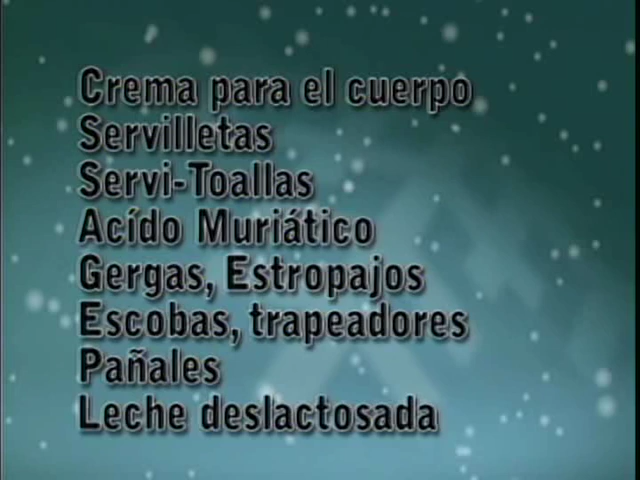 Crema para el cuerpo
Servilletas
Servi-Toallas
Acído Muriático
Gergas, Estropajos
Escobas, trapeadores
Pañales
Leche deslactosada